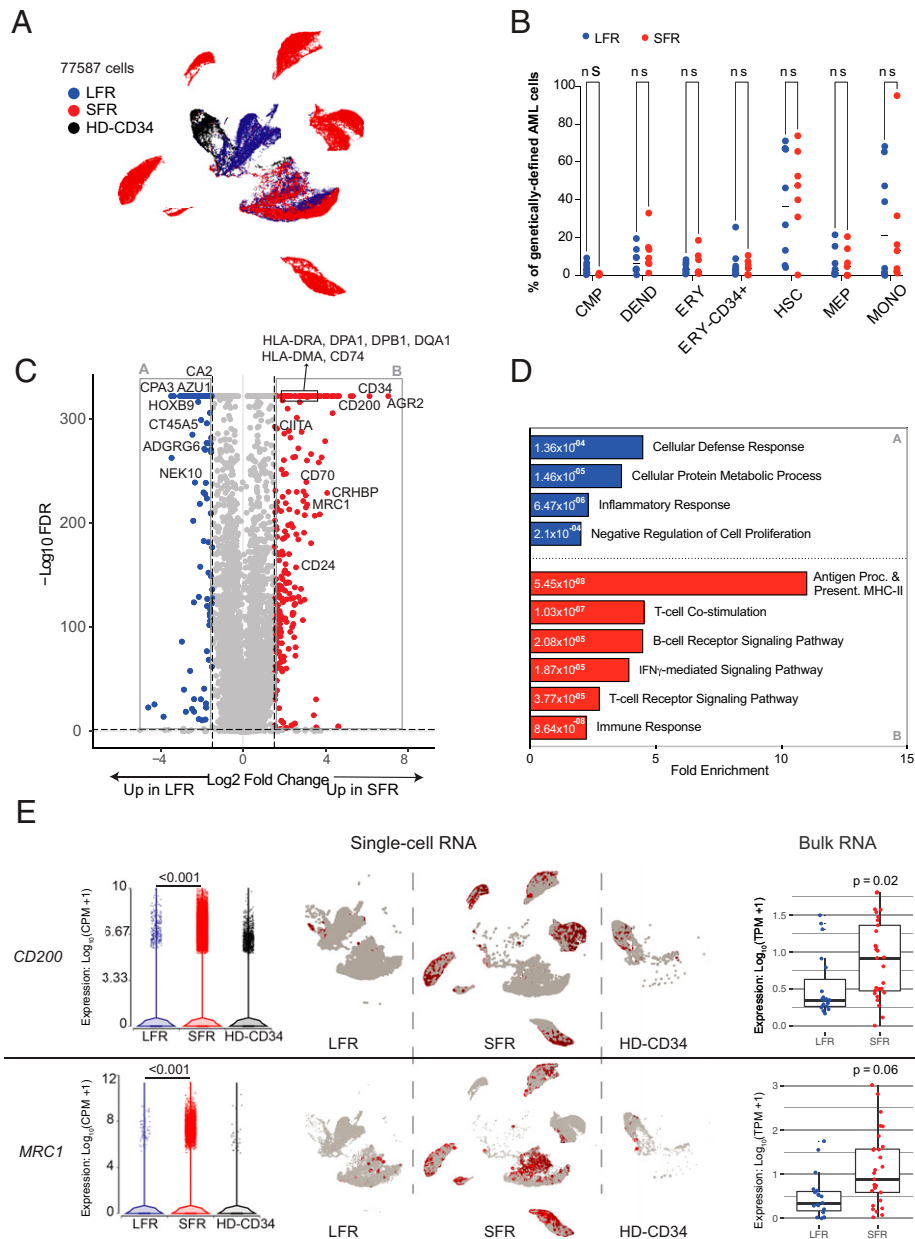 A
77587 cells
LFR
SFR
HD-CD34
B
LFR
SFR
n s
n s
n s
n s
n s
n s
n s
% of genetically-defined AML cells
100
80
60
40
20
0
CMP
DEND
ERY
ERY-CD34+
HSC
MEP
MONO
C
HLA-DRA, DPA1, DPB1, DQA1
HLA-DMA, CD74
A
B
CA2
CPA3 AZU1
HOXB9
CT45A5
ADGRG6
NEK10
CD34
CD200
AGR2
CIITA
CD70
CRHBP
MRC1
CD24
−Log10 FDR
300
200
100
0
−4
0
4
8
Log2 Fold Change
Up in LFR
Up in SFR
D
A
1.36x10-04 Cellular Defense Response
1.46x10-05 Cellular Protein Metabolic Process
6.47x10-06 Inflammatory Response
2.1x10-04 Negative Regulation of Cell Proliferation
5.45x10-08 Antigen Proc. &
Present. MHC-II
1.03x10-07 T-cell Co-stimulation
2.08x10-05 B-cell Receptor Signaling Pathway
1.87x10-05 IFNγ-mediated Signaling Pathway
3.77x10-05 T-cell Receptor Signaling Pathway
8.64x10-08 Immune Response
B
0
5
10
15
Fold Enrichment
E
Single-cell RNA
Bulk RNA
CD200
Expression: Log10(CPM +1)
<0.001
10
6.67
3.33
0
LFR
SFR
HD-CD34
LFR
SFR
HD-CD34
p = 0.02
Expression: Log10(TPM +1)
1.5
1.0
0.5
0.0
LFR
SFR
MRC1
Expression: Log10(CPM +1)
<0.001
12
8
4
0
LFR
SFR
HD-CD34
LFR
SFR
HD-CD34
p = 0.06
Expression: Log10(TPM +1)
3
2
1
0
LFR
SFR